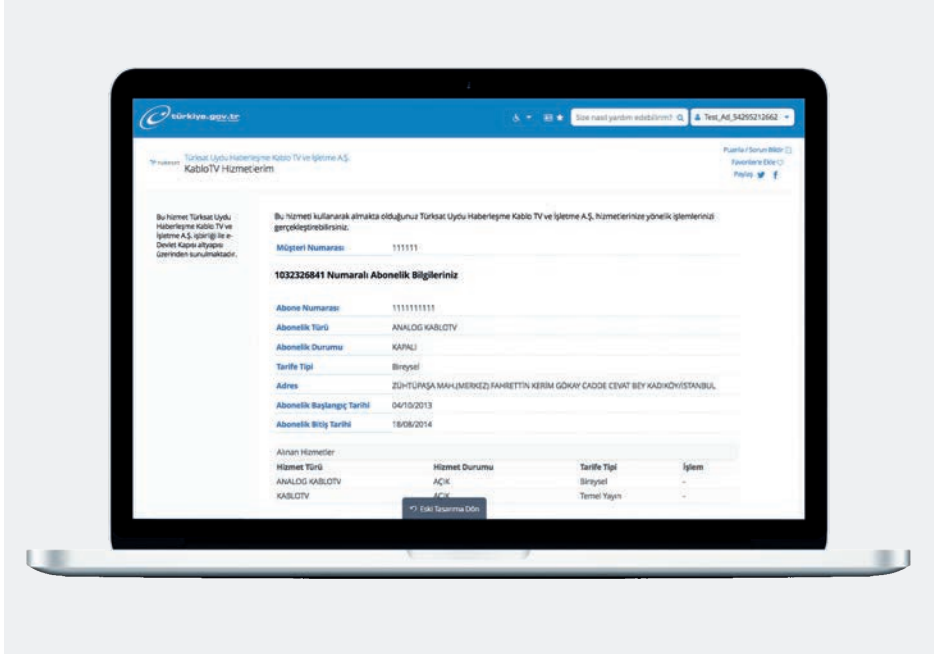 türkiye.gov.tr
Size nasıl yardım edebilirim?
Test_Ad_54295212662
Puanla / Sorun Bildir
Favorilere Ekle
Paylaş
TÜRKSAT
Türksat Uydu Haberleşme Kablo TV ve İşletme A.Ş.
KabloTV Hizmetlerim
Bu hizmet Türksat Uydu
Haberleşme Kablo TV ve
İşletme A.Ş. işbirliği ile e-
Devlet Kapısı altyapısı
üzerinden sunulmaktadır.
Bu hizmeti kullanarak almakta olduğunuz Türksat Uydu Haberleşme Kablo TV ve İşletme A.Ş. hizmetlerinize yönelik işlemlerinizi
gerçekleştirebilirsiniz.
Müşteri Numarası 111111
1032326841 Numaralı Abonelik Bilgileriniz
Abone Numarası 1111111111
Abonelik Türü ANALOG KABLOTV
Abonelik Durumu KAPALI
Tarife Tipi Bireysel
Adres ZÜHTÜPAŞA MAH.(MERKEZ) FAHRETTİN KERİM GÖKAY CADDE CEVAT BEY KADIKÖY/İSTANBUL
Abonelik Başlangıç Tarihi 04/10/2013
Abonelik Bitiş Tarihi 18/08/2014
Alınan Hizmetler
Hizmet Türü Hizmet Durumu Tarife Tipi İşlem
ANALOG KABLOTV AÇIK Bireysel -
KABLOTV AÇIK Temel Yayın -
Eski Tasarıma Dön